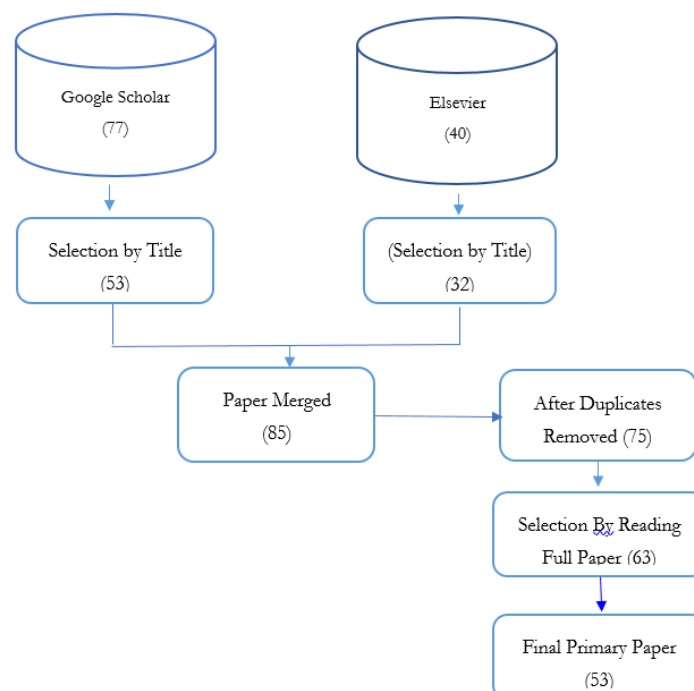 Google Scholar
(77)
Elsevier
(40)
Selection by Title
(53)
(Selection by Title)
(32)
Paper Merged
(85)
After Duplicates
Removed (75)
Selection By Reading
Full Paper (63)
Final Primary Paper
(53)